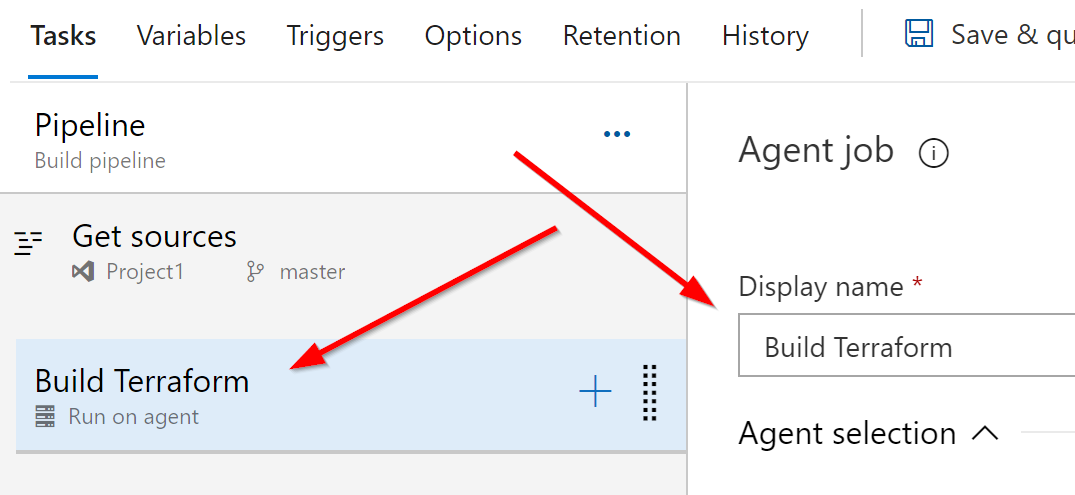 Tasks Variables Triggers Options Retention History Save & qu
Pipeline
Build pipeline
Get sources
Project1 master
Build Terraform
Run on agent
Agent job
Display name *
Build Terraform
Agent selection